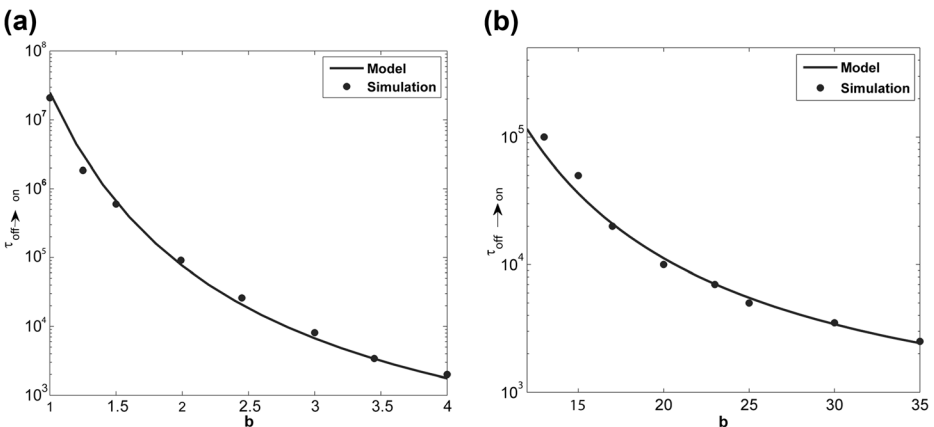 (a)
10^8
10^7
10^6
10^5
10^4
10^3
τ_off→on
Model
Simulation
1 1.5 2 2.5 3 3.5 4
b
(b)
10^5
10^4
10^3
τ_off→on
Model
Simulation
15 20 25 30 35
b